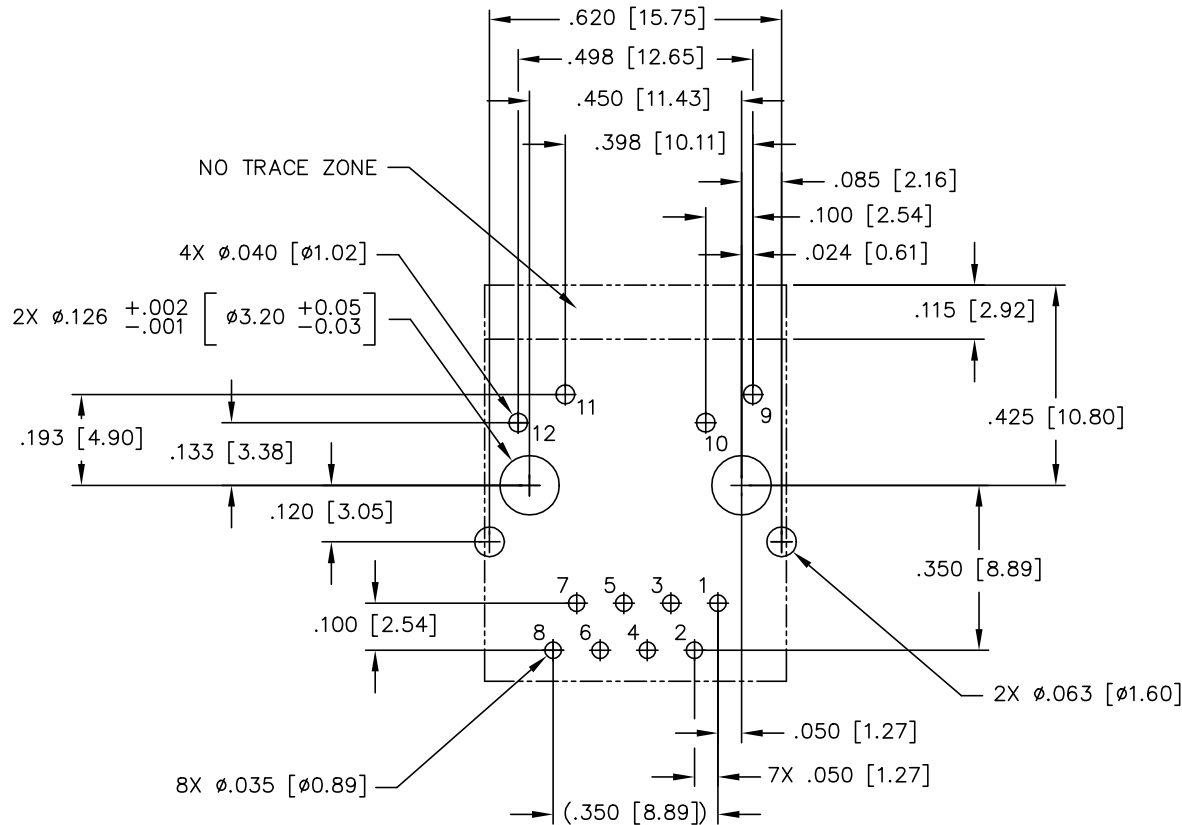 .620 [15.75]
.498 [12.65]
.450 [11.43]
.398 [10.11]
NO TRACE ZONE
.085 [2.16]
.100 [2.54]
4X ø.040 [ø1.02]
.024 [0.61]
2X ø.126 +.002 -.001 [ø3.20 +0.05 -0.03]
.115 [2.92]
11
9
12
10
.425 [10.80]
.193 [4.90]
.133 [3.38]
.120 [3.05]
.350 [8.89]
7 5 3 1
.100 [2.54]
8 6 4 2
2X ø.063 [ø1.60]
.050 [1.27]
8X ø.035 [ø0.89]
7X .050 [1.27]
(.350 [8.89])